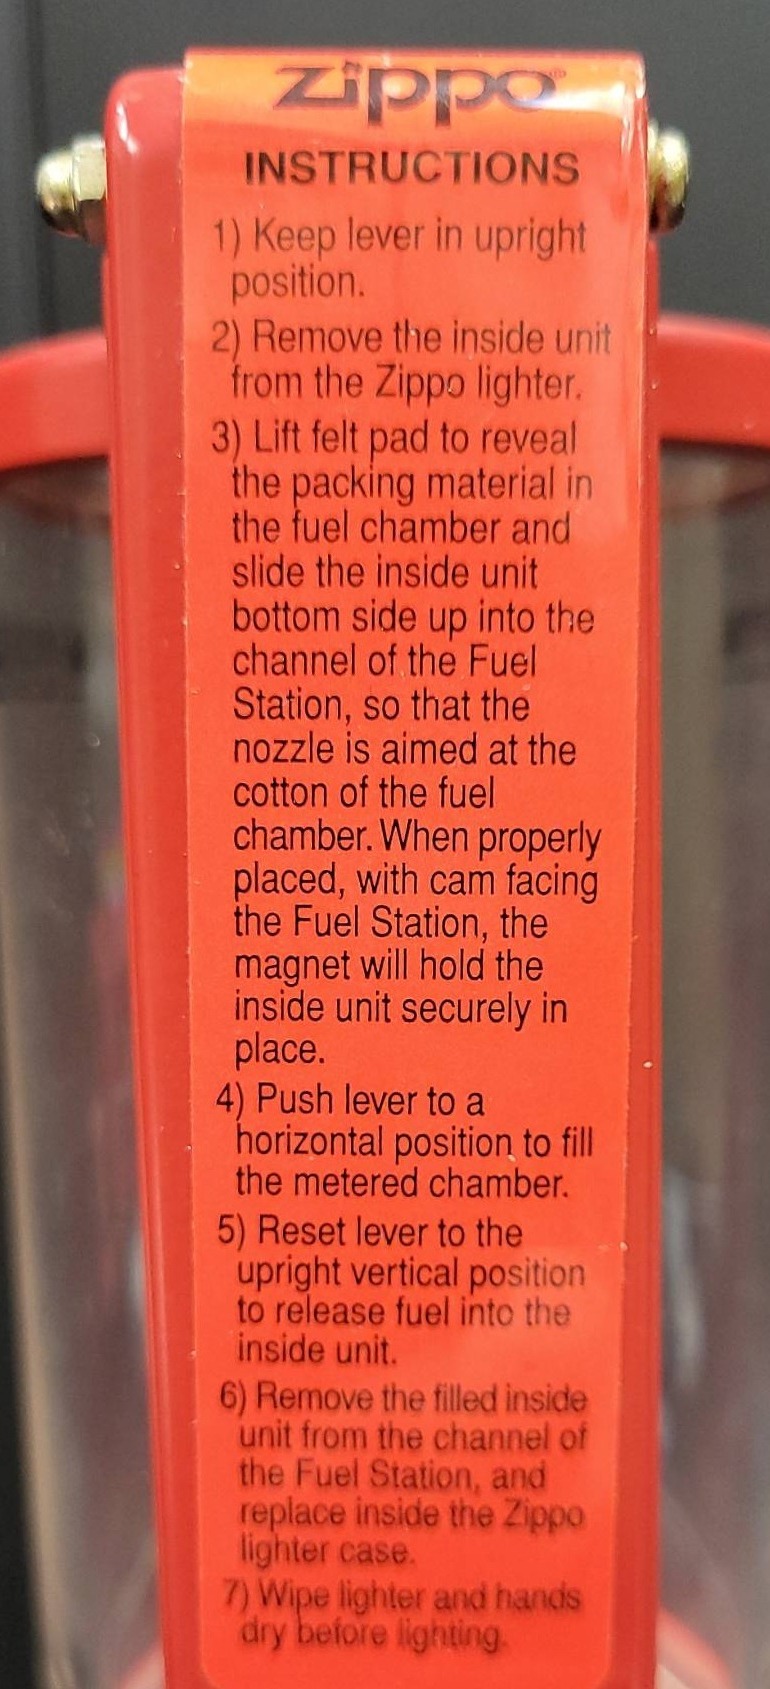 Zippo®
INSTRUCTIONS
1) Keep lever in upright
position.
2) Remove the inside unit
from the Zippo lighter.
3) Lift felt pad to reveal
the packing material in
the fuel chamber and
slide the inside unit
bottom side up into the
channel of the Fuel
Station, so that the
nozzle is aimed at the
cotton of the fuel
chamber. When properly
placed, with cam facing
the Fuel Station, the
magnet will hold the
inside unit securely in
place.
4) Push lever to a
horizontal position to fill
the metered chamber.
5) Reset lever to the
upright vertical position
to release fuel into the
inside unit.
6) Remove the filled inside
unit from the channel of
the Fuel Station, and
replace inside the Zippo
lighter case.
7) Wipe lighter and hands
dry before lighting.